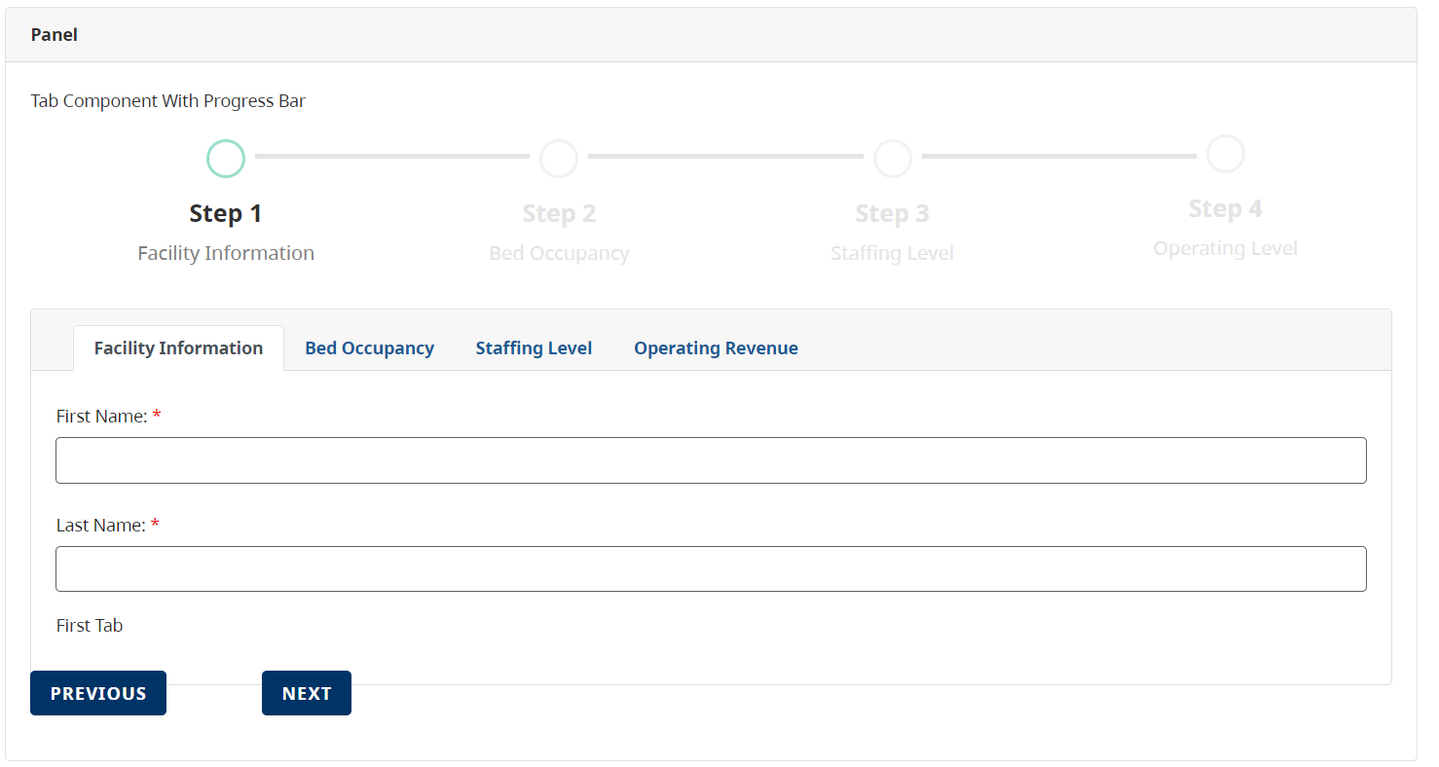 Panel
Tab Component With Progress Bar
Step 1 Step 2 Step 3 Step 4
Facility Information Bed Occupancy Staffing Level Operating Level
Facility Information Bed Occupancy Staffing Level Operating Revenue
First Name: *
Last Name: *
First Tab
PREVIOUS NEXT